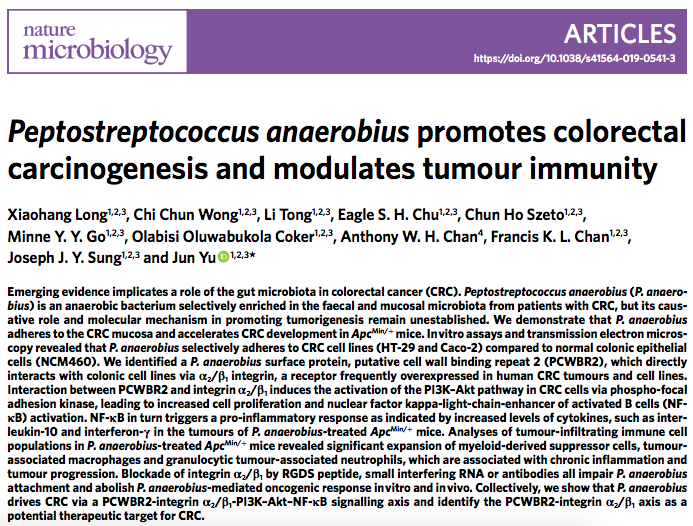 nature
microbiology
ARTICLES
https://doi.org/10.1038/s41564-019-0541-3
Peptostreptococcus anaerobius promotes colorectal
carcinogenesis and modulates tumour immunity
Xiaohang Long1,2,3, Chi Chun Wong1,2,3, Li Tong1,2,3, Eagle S. H. Chu1,2,3, Chun Ho Szeto1,2,3,
Minne Y. Y. Go1,2,3, Olabisi Oluwabukola Coker1,2,3, Anthony W. H. Chan4, Francis K. L. Chan1,2,3,
Joseph J. Y. Sung1,2,3 and Jun Yu iD 1,2,3*
Emerging evidence implicates a role of the gut microbiota in colorectal cancer (CRC). Peptostreptococcus anaerobius (P. anaero-
bius) is an anaerobic bacterium selectively enriched in the faecal and mucosal microbiota from patients with CRC, but its caus-
ative role and molecular mechanism in promoting tumorigenesis remain unestablished. We demonstrate that P. anaerobius
adheres to the CRC mucosa and accelerates CRC development in ApcMin/+ mice. In vitro assays and transmission electron micros-
copy revealed that P. anaerobius selectively adheres to CRC cell lines (HT-29 and Caco-2) compared to normal colonic epithelial
cells (NCM460). We identified a P. anaerobius surface protein, putative cell wall binding repeat 2 (PCWBR2), which directly
interacts with colonic cell lines via α2/β1 integrin, a receptor frequently overexpressed in human CRC tumours and cell lines.
Interaction between PCWBR2 and integrin α2/β1 induces the activation of the PI3K–Akt pathway in CRC cells via phospho-focal
adhesion kinase, leading to increased cell proliferation and nuclear factor kappa-light-chain-enhancer of activated B cells (NF-
κB) activation. NF-κB in turn triggers a pro-inflammatory response as indicated by increased levels of cytokines, such as inter-
leukin-10 and interferon-γ in the tumours of P. anaerobius-treated ApcMin/+ mice. Analyses of tumour-infiltrating immune cell
populations in P. anaerobius-treated ApcMin/+ mice revealed significant expansion of myeloid-derived suppressor cells, tumour-
associated macrophages and granulocytic tumour-associated neutrophils, which are associated with chronic inflammation and
tumour progression. Blockade of integrin α2/β1 by RGDS peptide, small interfering RNA or antibodies all impair P. anaerobius
attachment and abolish P. anaerobius-mediated oncogenic response in vitro and in vivo. Collectively, we show that P. anaerobius
drives CRC via a PCWBR2-integrin α2/β1-PI3K–Akt–NF-κB signalling axis and identify the PCWBR2-integrin α2/β1 axis as a
potential therapeutic target for CRC.